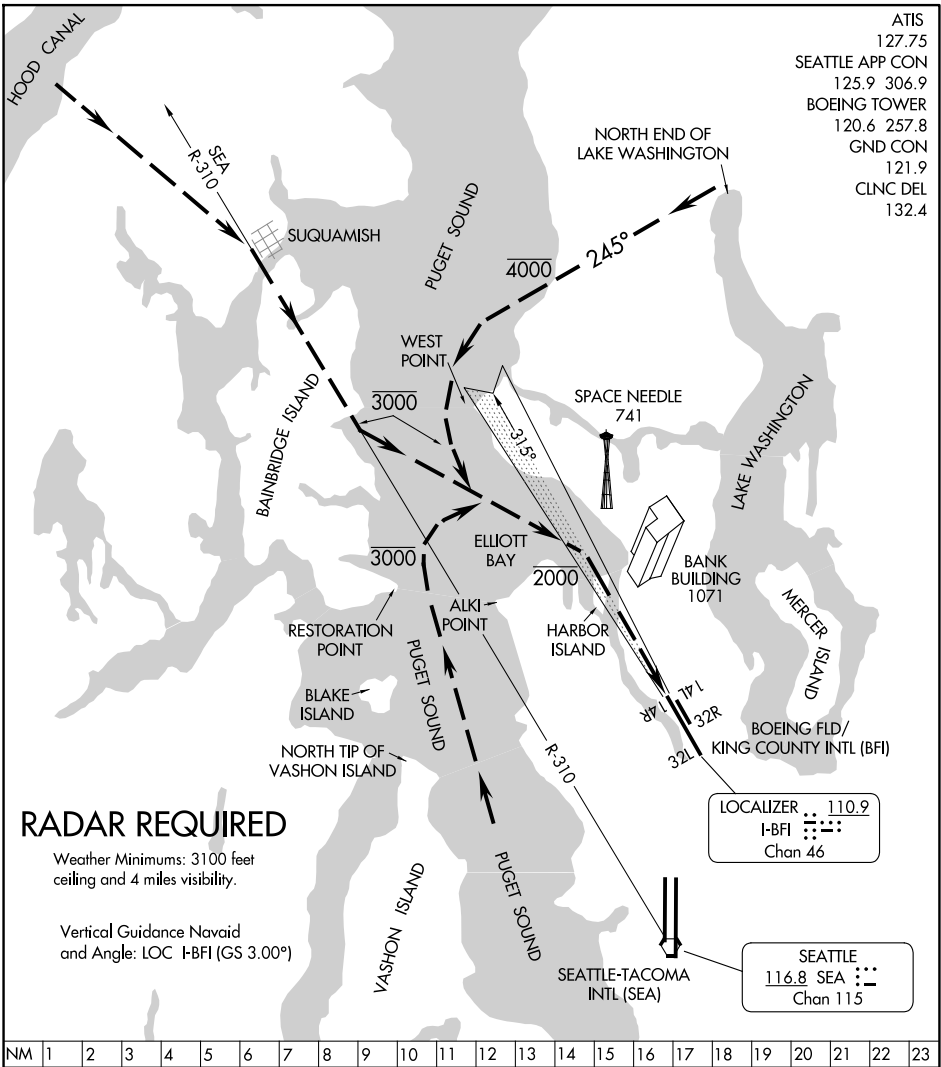 ATIS
127.75
SEATTLE APP CON
125.9 306.9
BOEING TOWER
120.6 257.8
GND CON
121.9
CLNC DEL
132.4
HOOD CANAL
SEA
R-310
SUQUAMISH
PUGET SOUND
NORTH END OF
LAKE WASHINGTON
245°
4000
WEST
POINT
3000
315°
SPACE NEEDLE
741
LAKE WASHINGTON
BAINBRIDGE ISLAND
3000
ELLIOTT
BAY
2000
BANK
BUILDING
1071
MERCER ISLAND
ALKI
POINT
HARBOR
ISLAND
RESTORATION
POINT
PUGET SOUND
BLAKE
ISLAND
NORTH TIP OF
VASHON ISLAND
R-310
14R
14L
32R
32L
BOEING FLD/
KING COUNTY INTL (BFI)
LOCALIZER 110.9
I-BFI
Chan 46
RADAR REQUIRED
Weather Minimums: 3100 feet
ceiling and 4 miles visibility.
Vertical Guidance Navaid
and Angle: LOC I-BFI (GS 3.00°)
VASHON ISLAND
PUGET SOUND
SEATTLE-TACOMA
INTL (SEA)
SEATTLE
116.8 SEA
Chan 115
NM 1 2 3 4 5 6 7 8 9 10 11 12 13 14 15 16 17 18 19 20 21 22 23